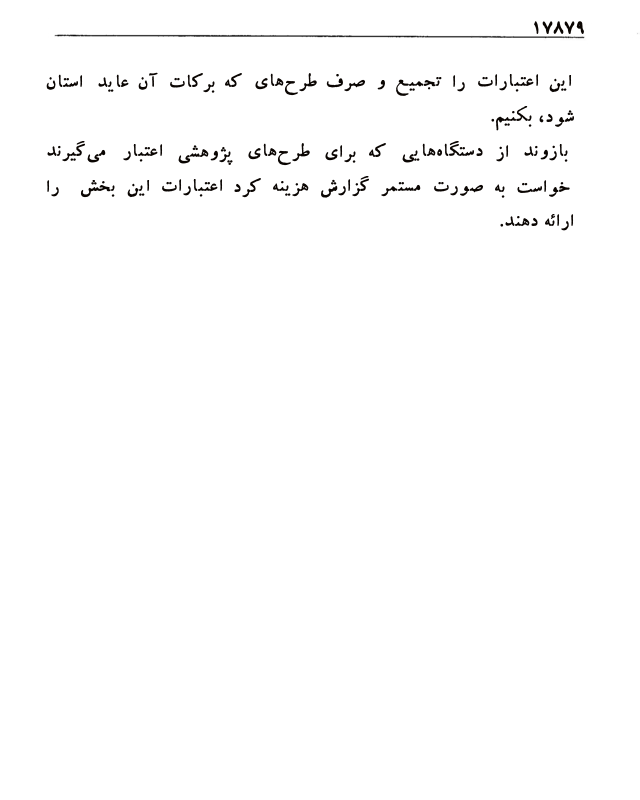 ۱۷۸۷۹
این اعتبارات را تجمیع و صرف طرح‌های که برکات آن عاید استان
شود، بکنیم.
بازوند از دستگاه‌هایی که برای طرح‌های پژوهشی اعتبار می‌گیرند
خواست به صورت مستمر گزارش هزینه کرد اعتبارات این بخش را
ارائه دهند.